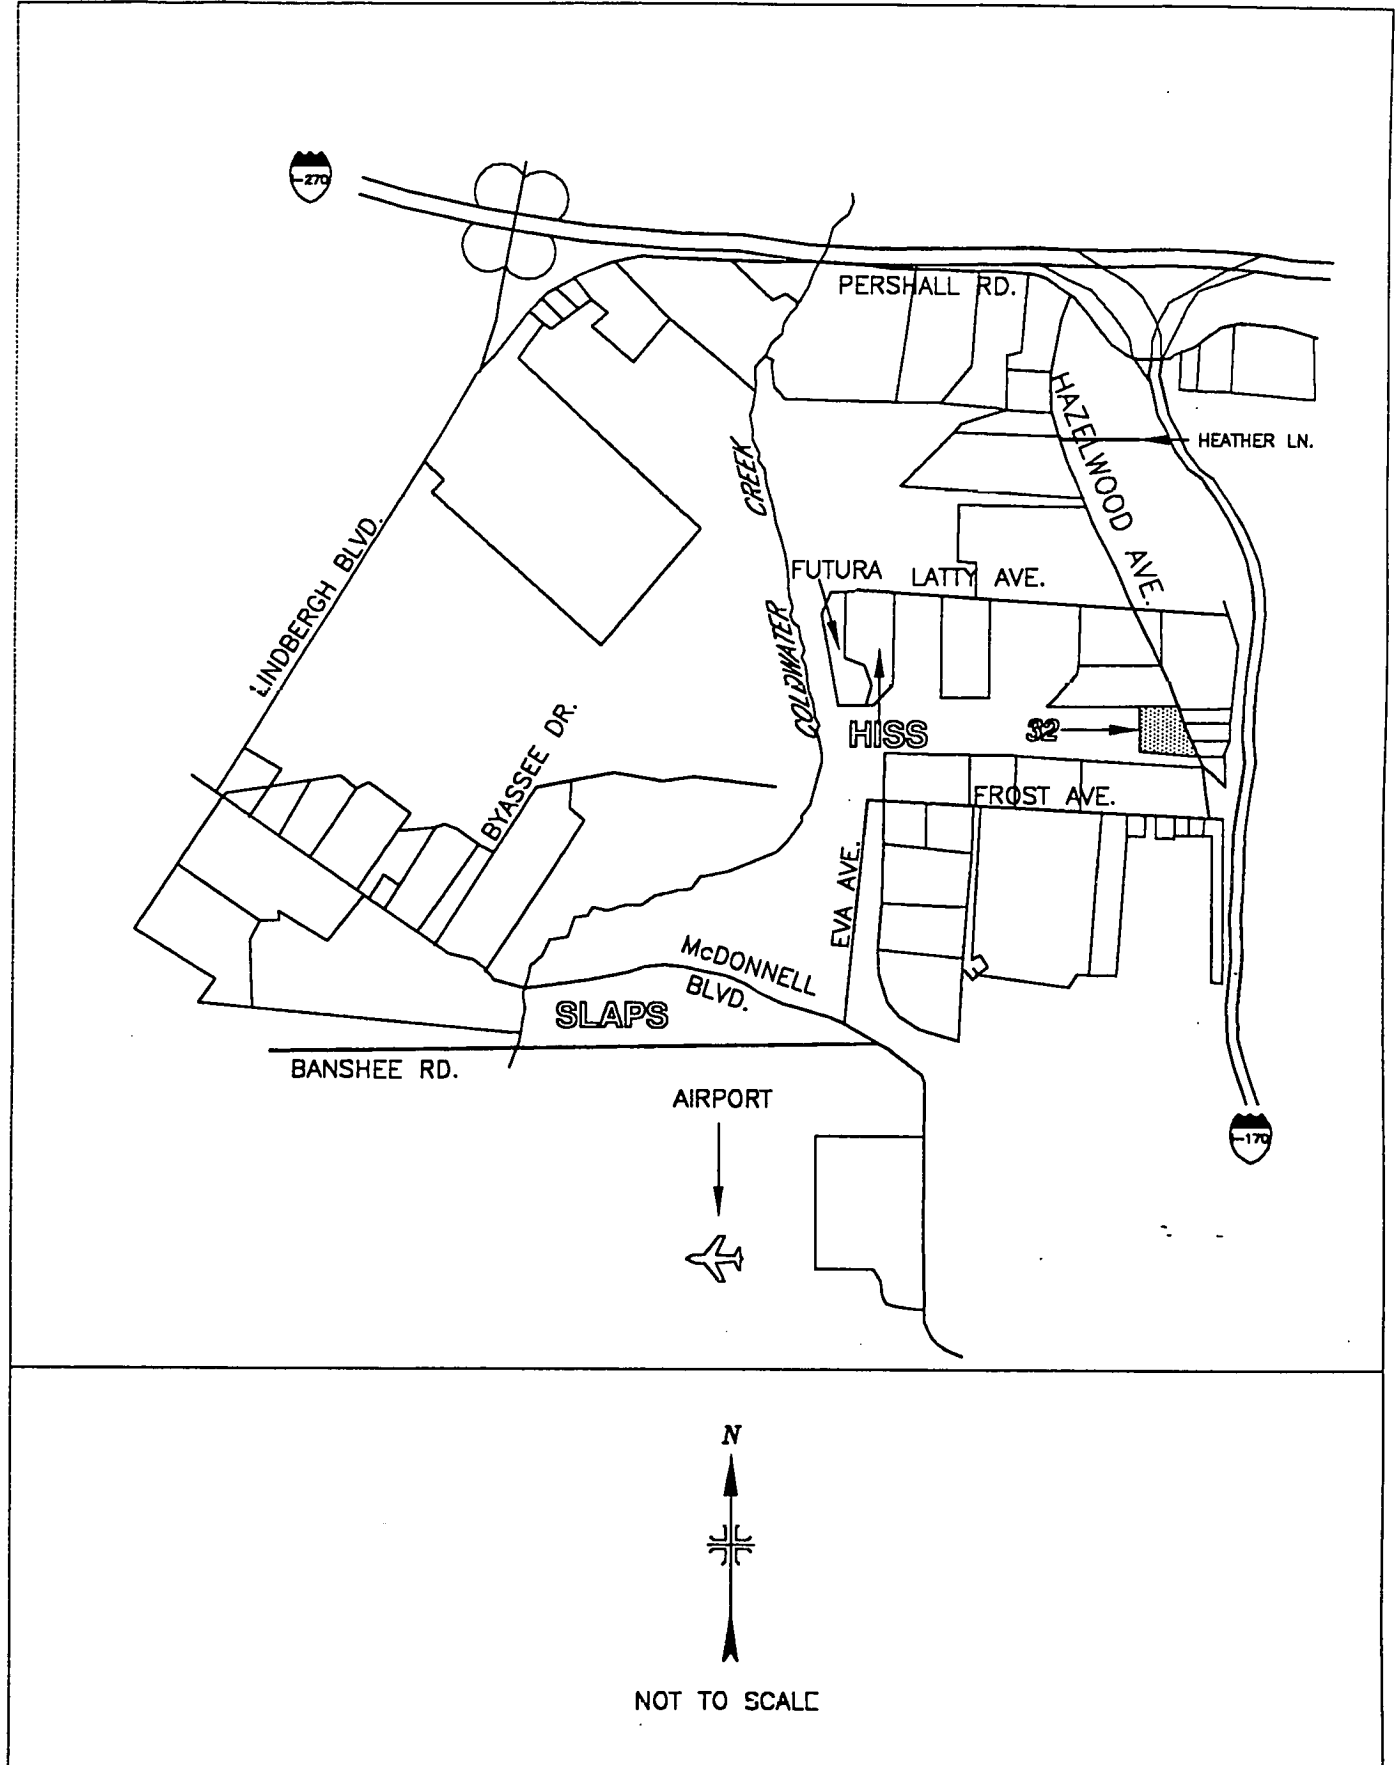 I-270
PERSHALL RD.
HAZELWOOD AVE.
HEATHER LN.
CREEK
COLDWATER
LINDBERGH BLVD.
FUTURA
LATTY AVE.
BYASSEE DR.
HISS
32
FROST AVE.
EVA AVE.
McDONNELL
BLVD.
SLAPS
BANSHEE RD.
AIRPORT
I-170
N
NOT TO SCALE